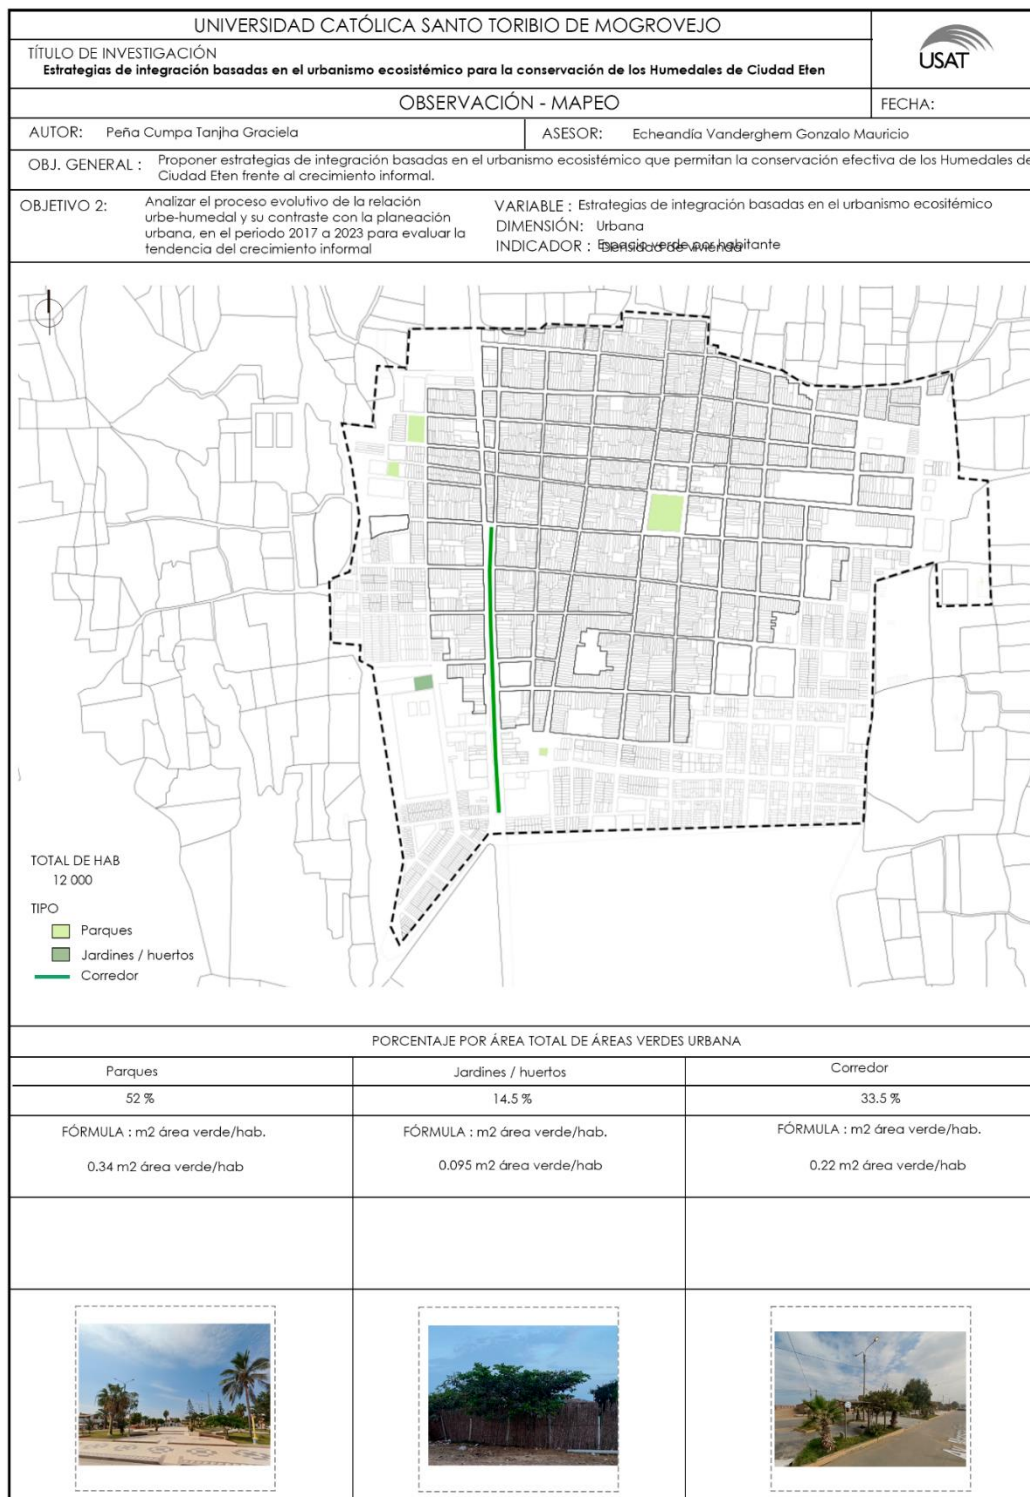 UNIVERSIDAD CATÓLICA SANTO TORIBIO DE MOGROVEJO
USAT
TÍTULO DE INVESTIGACIÓN
Estrategias de integración basadas en el urbanismo ecosistémico para la conservación de los Humedales de Ciudad Eten
OBSERVACIÓN - MAPEO
FECHA:
AUTOR: Peña Cumpa Tanjha Graciela
ASESOR: Echeandía Vanderghem Gonzalo Mauricio
OBJ. GENERAL : Proponer estrategias de integración basadas en el urbanismo ecosistémico que permitan la conservación efectiva de los Humedales de
Ciudad Eten frente al crecimiento informal.
OBJETIVO 2: Analizar el proceso evolutivo de la relación
urbe-humedal y su contraste con la planeación
urbana, en el periodo 2017 a 2023 para evaluar la
tendencia del crecimiento informal
VARIABLE : Estrategias de integración basadas en el urbanismo ecositémico
DIMENSIÓN: Urbana
INDICADOR : Espacio verde por habitante
Densidad de vivienda
TOTAL DE HAB
12 000
TIPO
Parques
Jardines / huertos
Corredor
PORCENTAJE POR ÁREA TOTAL DE ÁREAS VERDES URBANA
Parques
Jardines / huertos
Corredor
52 %
14.5 %
33.5 %
FÓRMULA : m2 área verde/hab.
FÓRMULA : m2 área verde/hab.
FÓRMULA : m2 área verde/hab.
0.34 m2 área verde/hab
0.095 m2 área verde/hab
0.22 m2 área verde/hab